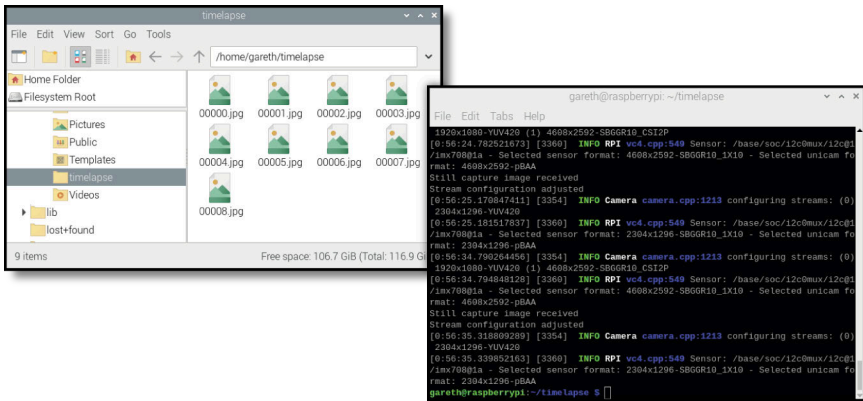 timelapse
File Edit View Sort Go Tools
/home/gareth/timelapse
Home Folder
Filesystem Root
Pictures
Public
Templates
timelapse
Videos
lib
lost+found
00000.jpg 00001.jpg 00002.jpg 00003.jpg
00004.jpg 00005.jpg 00006.jpg 00007.jpg
00008.jpg
9 items
Free space: 106.7 GiB (Total: 116.9 Gi
gareth@raspberrypi: ~/timelapse
File Edit Tabs Help
1920x1080-YUV420 (1) 4608x2592-SBGGR10_CSI2P
[0:56:24.782521673] [3360] INFO RPI vc4.cpp:549 Sensor: /base/soc/i2c0mux/i2c@1
/imx708@1a - Selected sensor format: 4608x2592-SBGGR10_1X10 - Selected unicam fo
rmat: 4608x2592-pBAA
Still capture image received
Stream configuration adjusted
[0:56:25.170847411] [3354] INFO Camera camera.cpp:1213 configuring streams: (0)
2304x1296-YUV420
[0:56:25.181517837] [3360] INFO RPI vc4.cpp:549 Sensor: /base/soc/i2c0mux/i2c@1
/imx708@1a - Selected sensor format: 2304x1296-SBGGR10_1X10 - Selected unicam fo
rmat: 2304x1296-pBAA
[0:56:34.790264456] [3354] INFO Camera camera.cpp:1213 configuring streams: (0)
1920x1080-YUV420 (1) 4608x2592-SBGGR10_CSI2P
[0:56:34.794848128] [3360] INFO RPI vc4.cpp:549 Sensor: /base/soc/i2c0mux/i2c@1
/imx708@1a - Selected sensor format: 4608x2592-SBGGR10_1X10 - Selected unicam fo
rmat: 4608x2592-pBAA
Still capture image received
Stream configuration adjusted
[0:56:35.318809289] [3354] INFO Camera camera.cpp:1213 configuring streams: (0)
2304x1296-YUV420
[0:56:35.339852163] [3360] INFO RPI vc4.cpp:549 Sensor: /base/soc/i2c0mux/i2c@1
/imx708@1a - Selected sensor format: 2304x1296-SBGGR10_1X10 - Selected unicam fo
rmat: 2304x1296-pBAA
gareth@raspberrypi:~/timelapse $